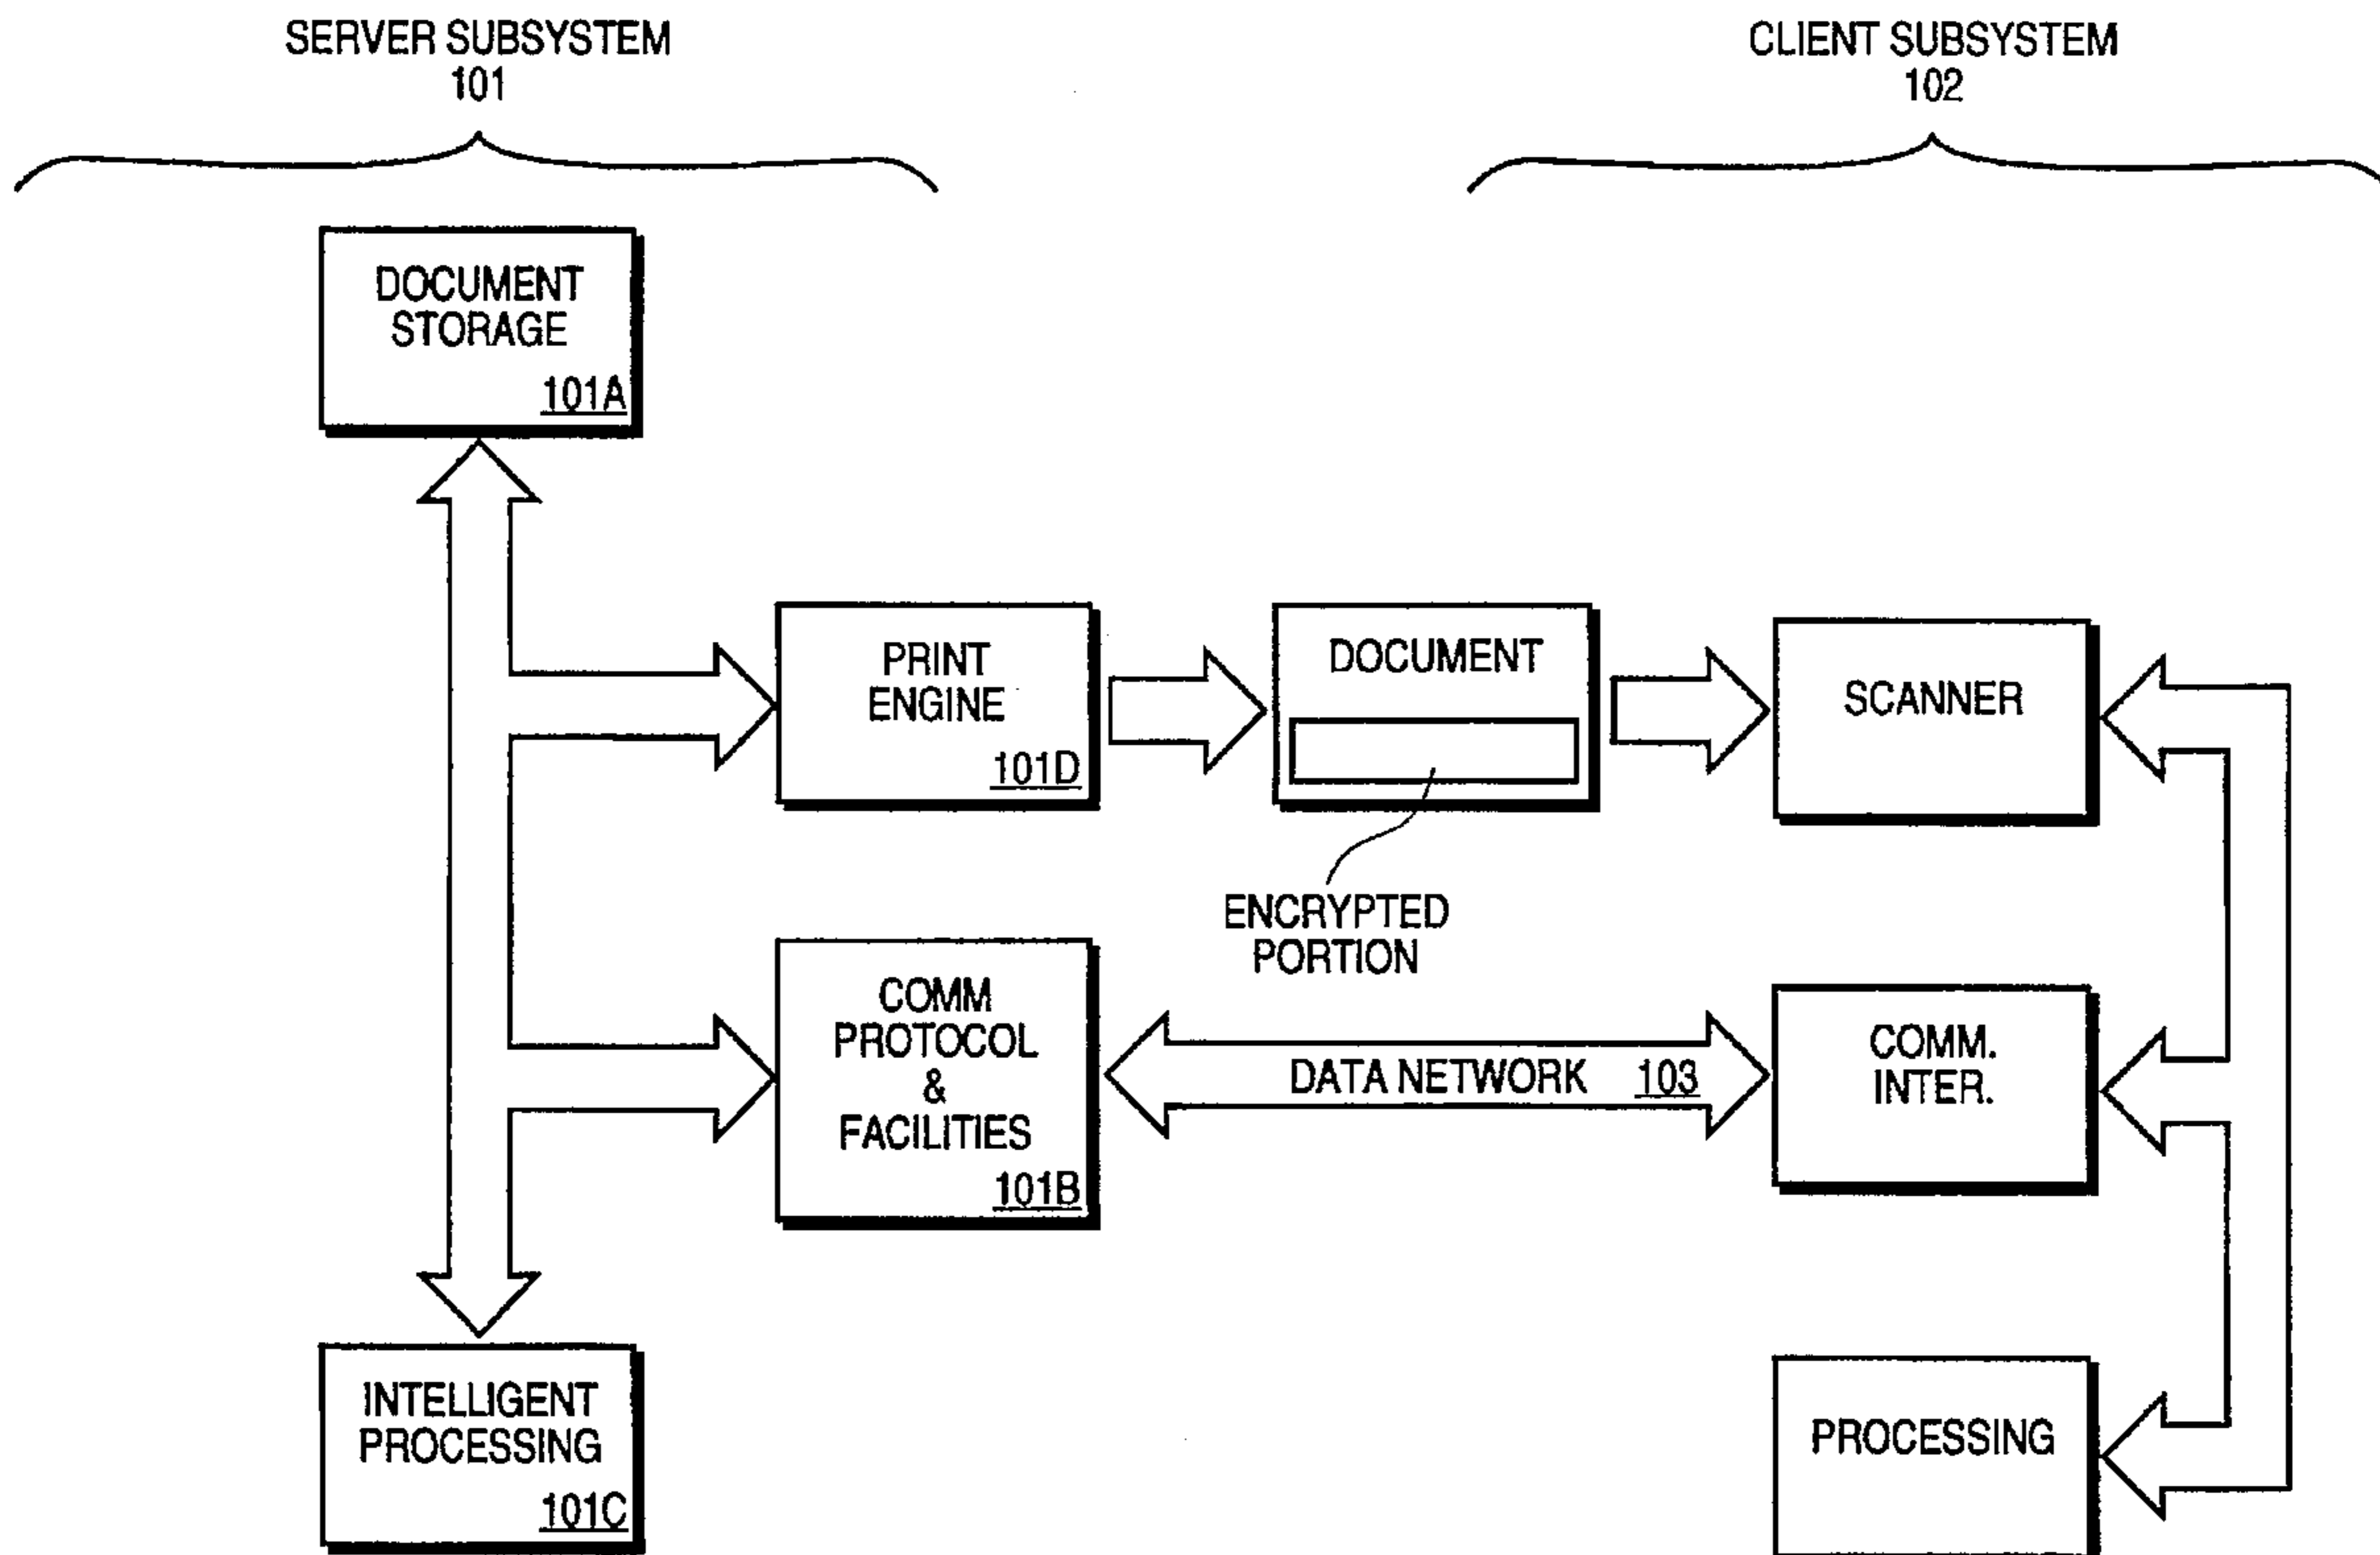 SERVER SUBSYSTEM
101
CLIENT SUBSYSTEM
102
DOCUMENT
STORAGE
101A
PRINT
ENGINE
101D
DOCUMENT
SCANNER
ENCRYPTED
PORTION
COMM
PROTOCOL
&
FACILITIES
101B
DATA NETWORK 103
COMM.
INTER.
INTELLIGENT
PROCESSING
101C
PROCESSING